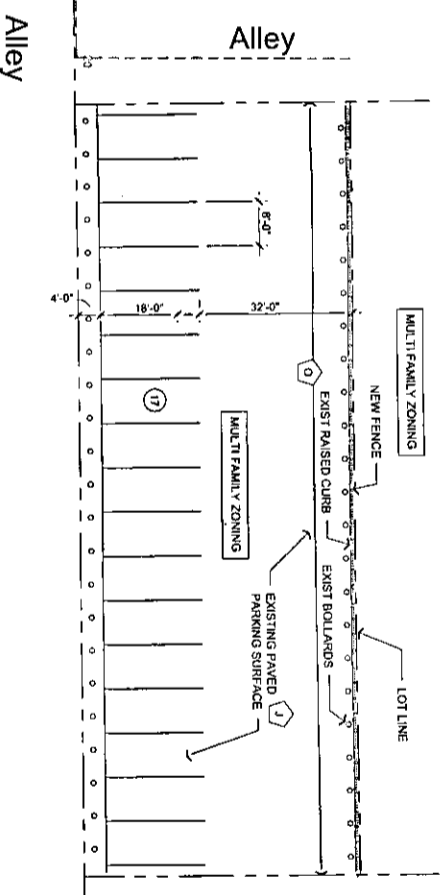 Alley
Alley
MULTI FAMILY ZONING
NEW FENCE
EXIST RAISED CURB
EXIST BOLLARDS
LOT LINE
8'-0"
4'-0"
18'-0"
32'-0"
O
17
MULTI FAMILY ZONING
EXISTING PAVED
PARKING SURFACE
J